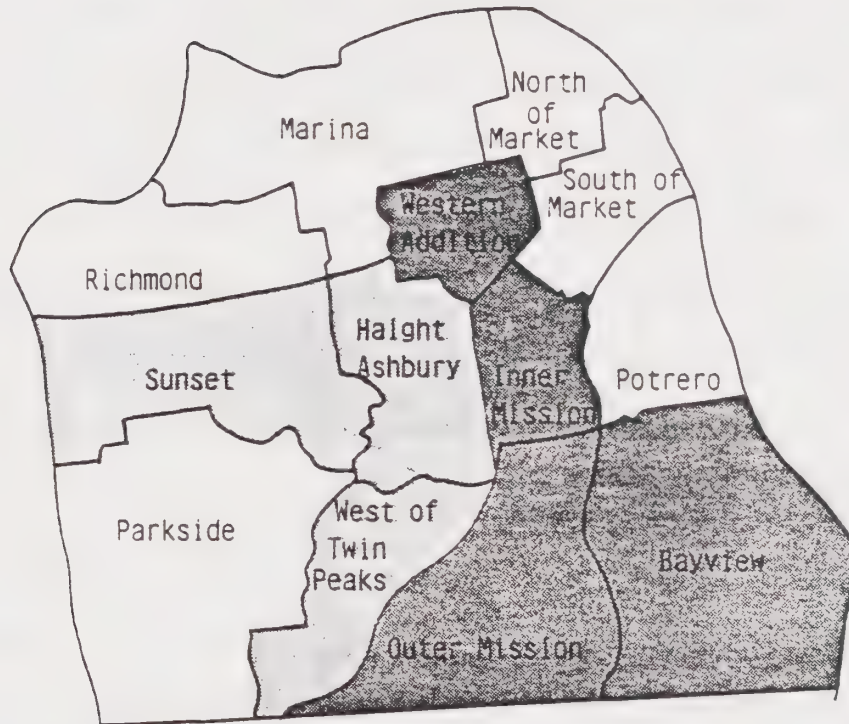 North
of
Market
Marina
South of
Market
Western
Addition
Richmond
Haight
Ashbury
Sunset
Inner
Mission
Potrero
West of
Twin
Peaks
Parkside
Bayview
Outer Mission